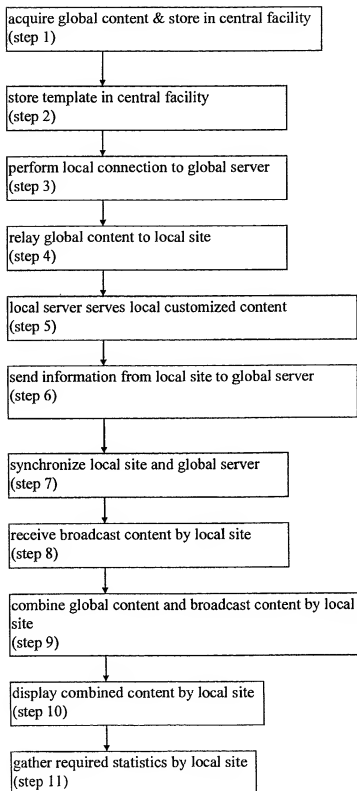 acquire global content & store in central facility
(step 1)
store template in central facility
(step 2)
perform local connection to global server
(step 3)
relay global content to local site
(step 4)
local server serves local customized content
(step 5)
send information from local site to global server
(step 6)
synchronize local site and global server
(step 7)
receive broadcast content by local site
(step 8)
combine global content and broadcast content by local
site
(step 9)
display combined content by local site
(step 10)
gather required statistics by local site
(step 11)